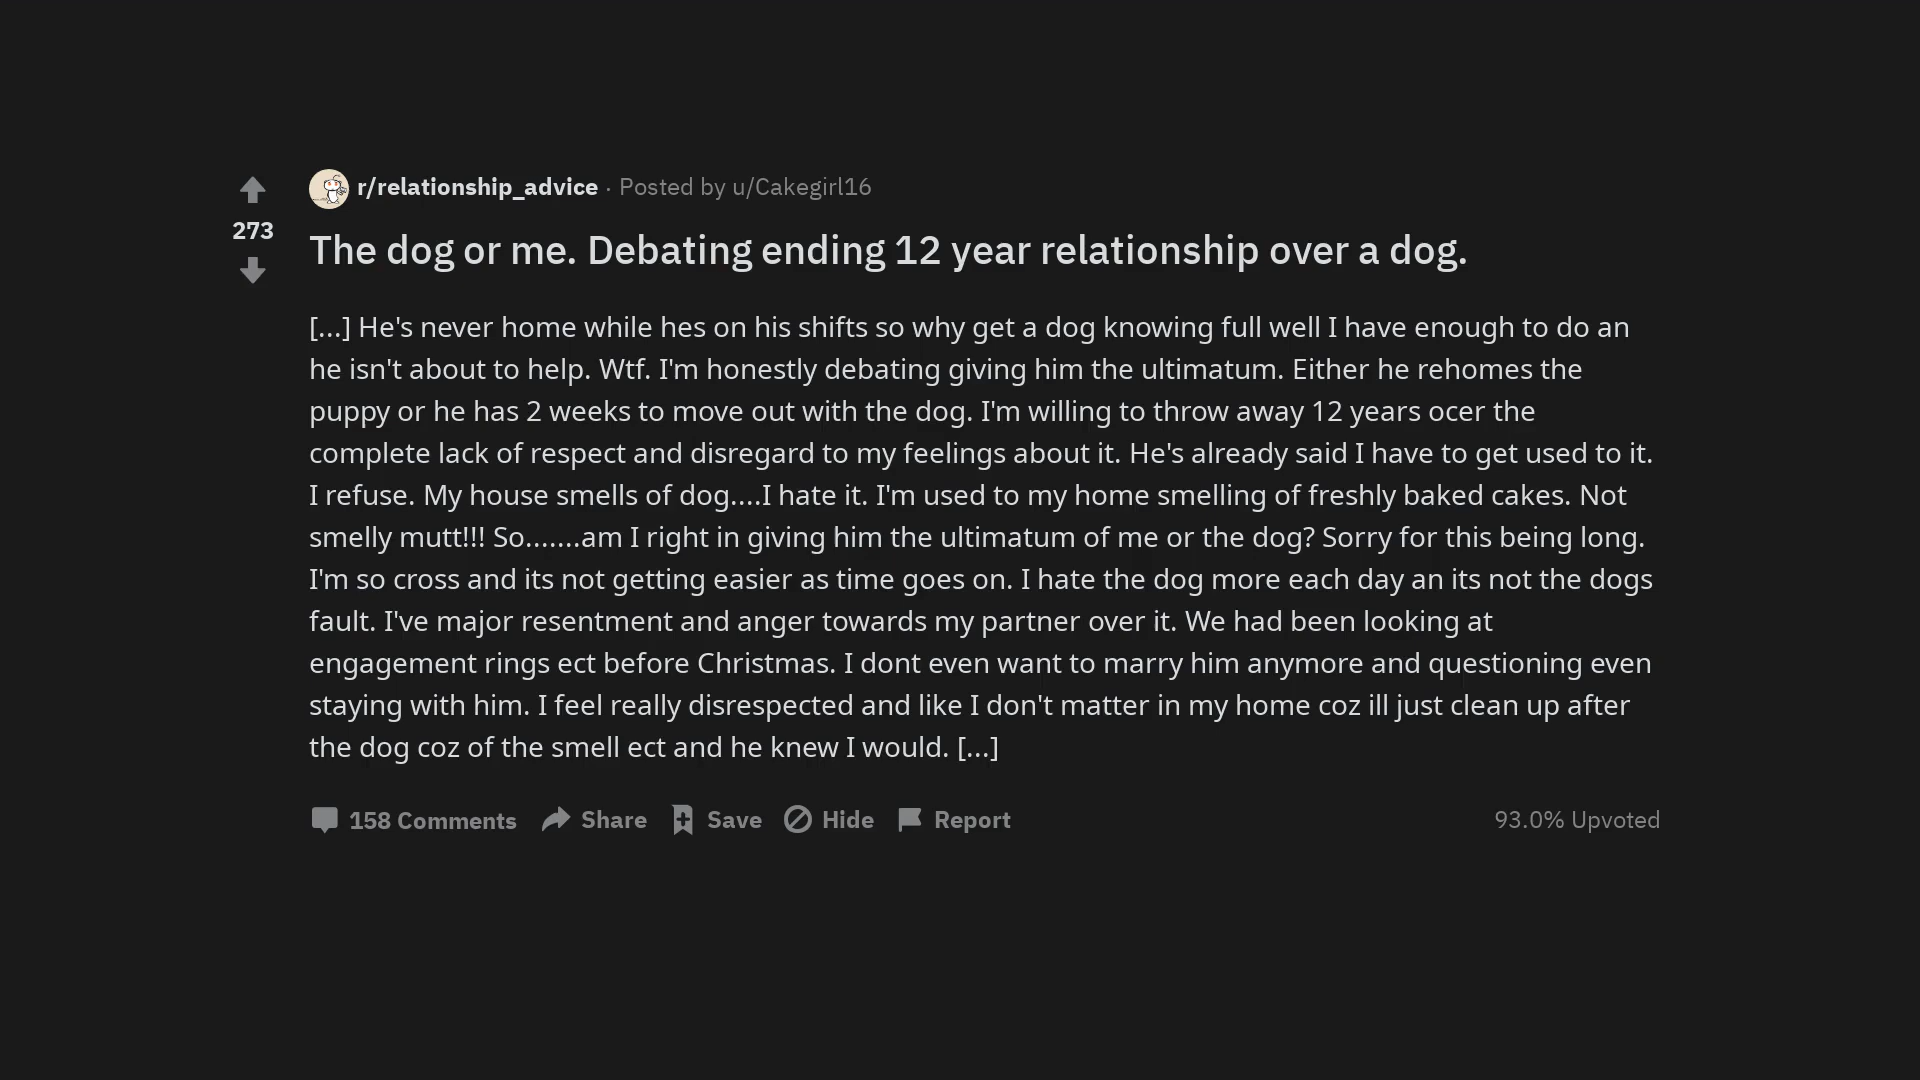 r/relationship_advice · Posted by u/Cakegirl16
273
The dog or me. Debating ending 12 year relationship over a dog.
[...] He's never home while hes on his shifts so why get a dog knowing full well I have enough to do an
he isn't about to help. Wtf. I'm honestly debating giving him the ultimatum. Either he rehomes the
puppy or he has 2 weeks to move out with the dog. I'm willing to throw away 12 years ocer the
complete lack of respect and disregard to my feelings about it. He's already said I have to get used to it.
I refuse. My house smells of dog....I hate it. I'm used to my home smelling of freshly baked cakes. Not
smelly mutt!!! So.......am I right in giving him the ultimatum of me or the dog? Sorry for this being long.
I'm so cross and its not getting easier as time goes on. I hate the dog more each day an its not the dogs
fault. I've major resentment and anger towards my partner over it. We had been looking at
engagement rings ect before Christmas. I dont even want to marry him anymore and questioning even
staying with him. I feel really disrespected and like I don't matter in my home coz ill just clean up after
the dog coz of the smell ect and he knew I would. [...]
158 Comments Share Save Hide Report 93.0% Upvoted